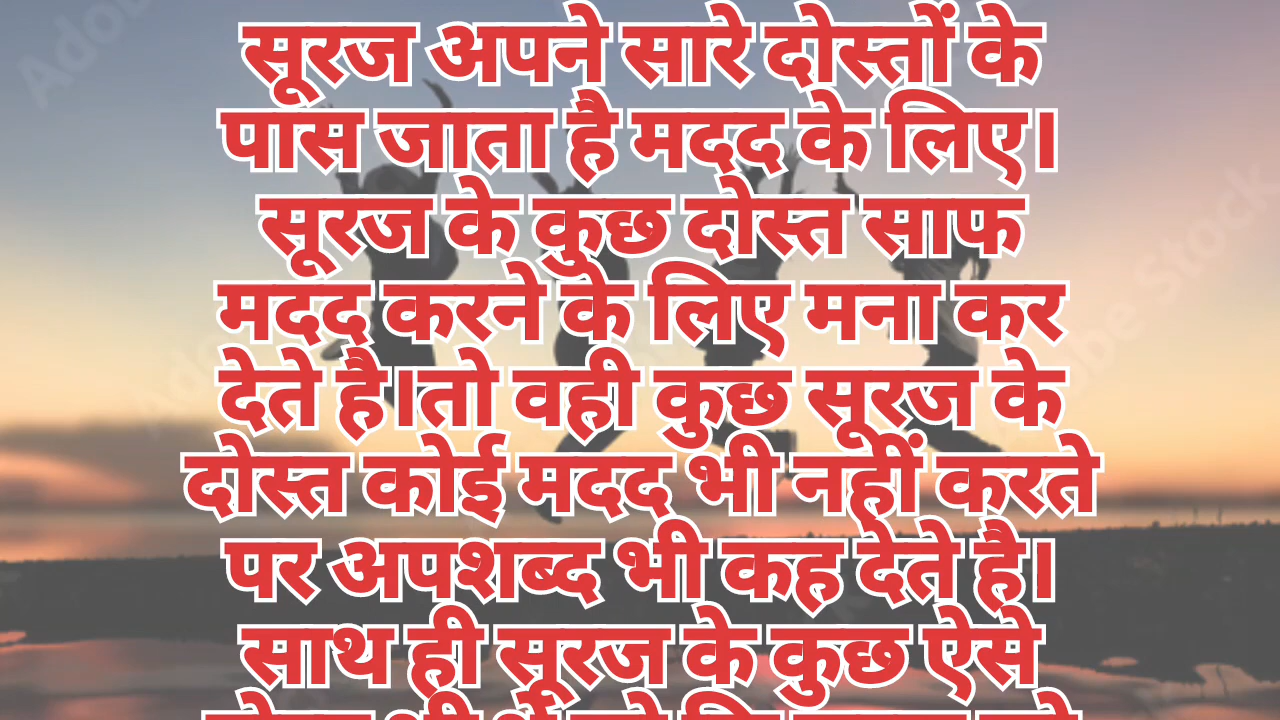 सूरज अपने सारे दोस्तों के
पास जाता है मदद के लिए।
सूरज के कुछ दोस्त साफ
मदद करने के लिए मना कर
देते है।तो वही कुछ सूरज के
दोस्त कोई मदद भी नहीं करते
पर अपशब्द भी कह देते है।
साथ ही सूरज के कुछ ऐसे